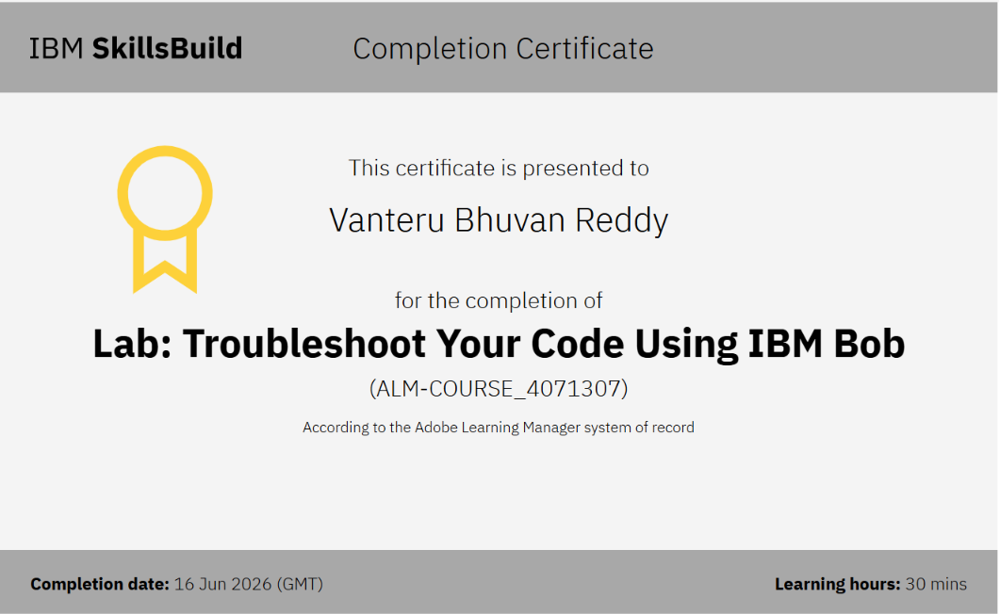 IBM SkillsBuild
Completion Certificate
This certificate is presented to
Vanteru Bhuvan Reddy
for the completion of
Lab: Troubleshoot Your Code Using IBM Bob
(ALM-COURSE_4071307)
According to the Adobe Learning Manager system of record
Completion date: 16 Jun 2026 (GMT)
Learning hours: 30 mins